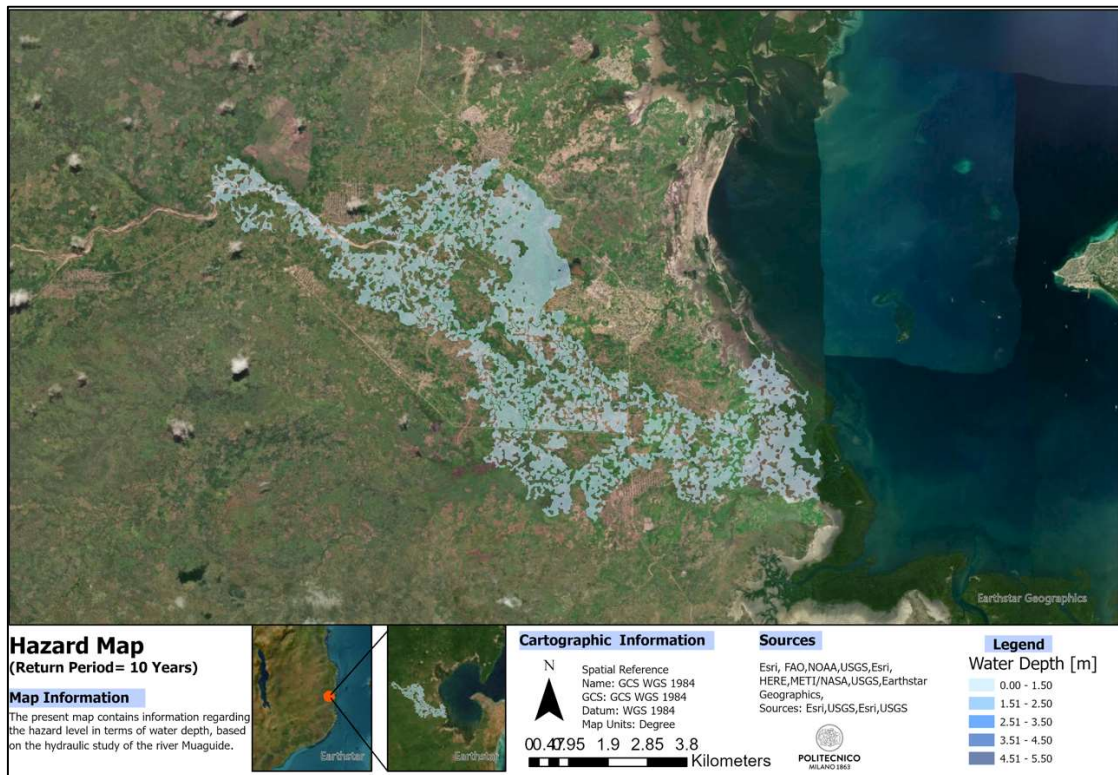 Earthstar Geographics
Hazard Map
(Return Period= 10 Years)
Map Information
The present map contains information regarding
the hazard level in terms of water depth, based
on the hydraulic study of the river Muaguide.
Earthstar
Earthstar
Cartographic Information
N
Spatial Reference
Name: GCS WGS 1984
GCS: GCS WGS 1984
Datum: WGS 1984
Map Units: Degree
0 0.47 0.95 1.9 2.85 3.8
Kilometers
Sources
Esri, FAO,NOAA,USGS,Esri,
HERE,METI/NASA,USGS,Earthstar
Geographics,
Sources: Esri,USGS,Esri,USGS
POLITECNICO
MILANO 1863
Legend
Water Depth [m]
0.00 - 1.50
1.51 - 2.50
2.51 - 3.50
3.51 - 4.50
4.51 - 5.50